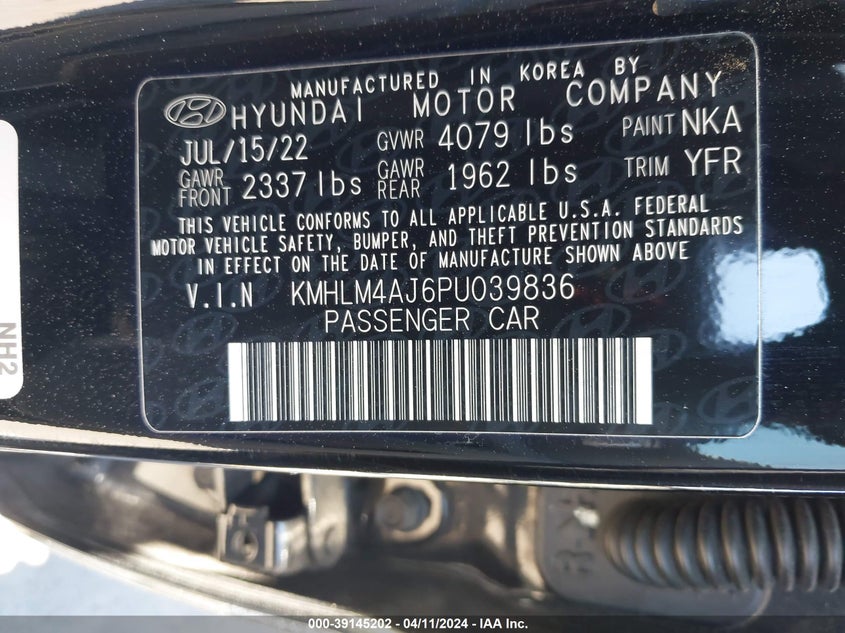 MANUFACTURED IN KOREA BY
HYUNDAI MOTOR COMPANY
JUL/15/22 GVWR 4079 lbs PAINT NKA
GAWR FRONT 2337 lbs GAWR REAR 1962 lbs TRIM YFR
THIS VEHICLE CONFORMS TO ALL APPLICABLE U.S.A. FEDERAL
MOTOR VEHICLE SAFETY, BUMPER, AND THEFT PREVENTION STANDARDS
IN EFFECT ON THE DATE OF MANUFACTURE SHOWN ABOVE
V.I.N KMHLM4AJ6PU039836
PASSENGER CAR
NH2
000-39145202 - 04/11/2024 - IAA Inc.